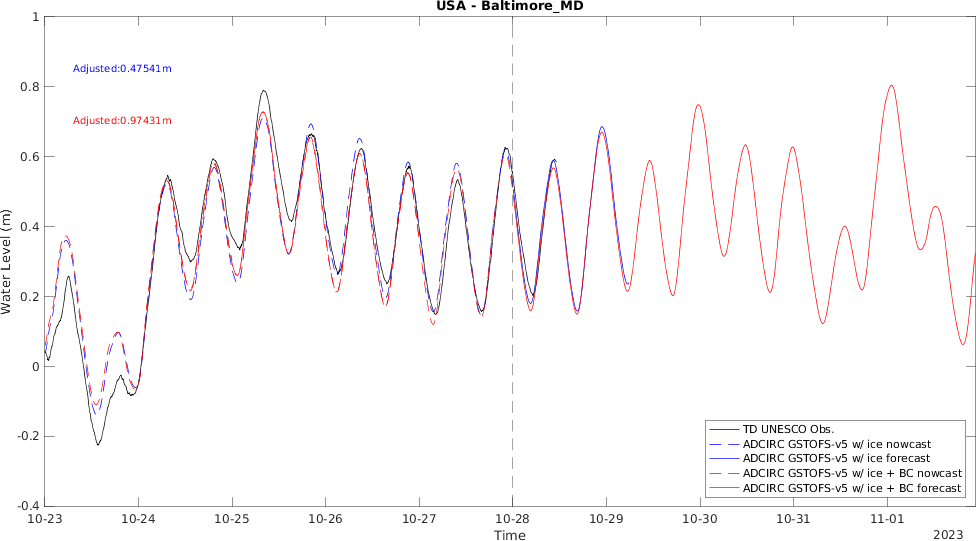 USA - Baltimore_MD
1
0.8
0.6
0.4
0.2
0
-0.2
-0.4
Water Level (m)
Adjusted:0.47541m
Adjusted:0.97431m
TD UNESCO Obs.
ADCIRC GSTOFS-v5 w/ ice nowcast
ADCIRC GSTOFS-v5 w/ ice forecast
ADCIRC GSTOFS-v5 w/ ice + BC nowcast
ADCIRC GSTOFS-v5 w/ ice + BC forecast
10-23 10-24 10-25 10-26 10-27 10-28 10-29 10-30 10-31 11-01
Time
2023